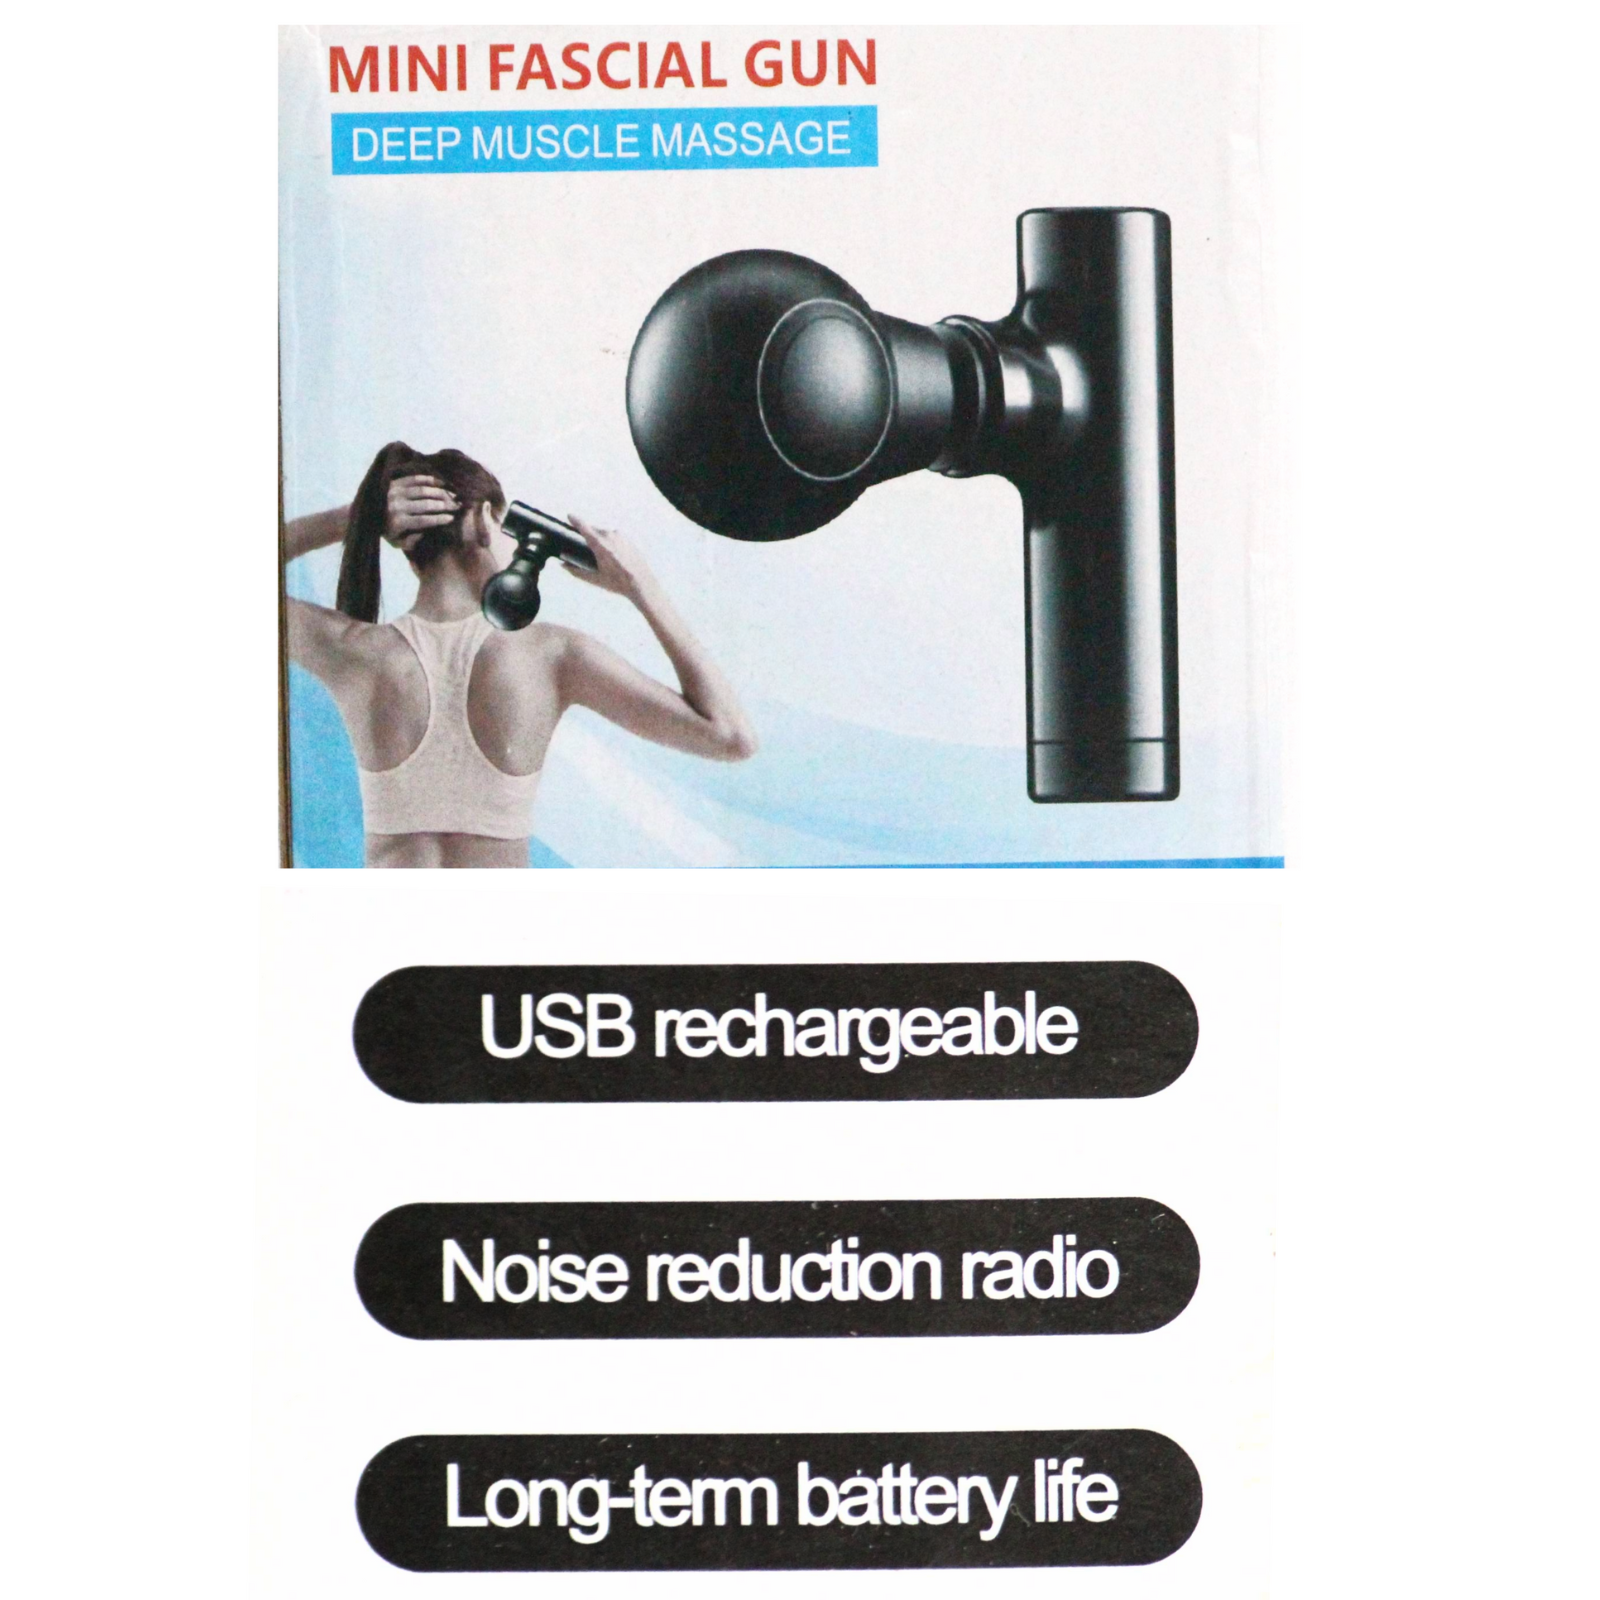 MINI FASCIAL GUN
DEEP MUSCLE MASSAGE
USB rechargeable
Noise reduction radio
Long-term battery life